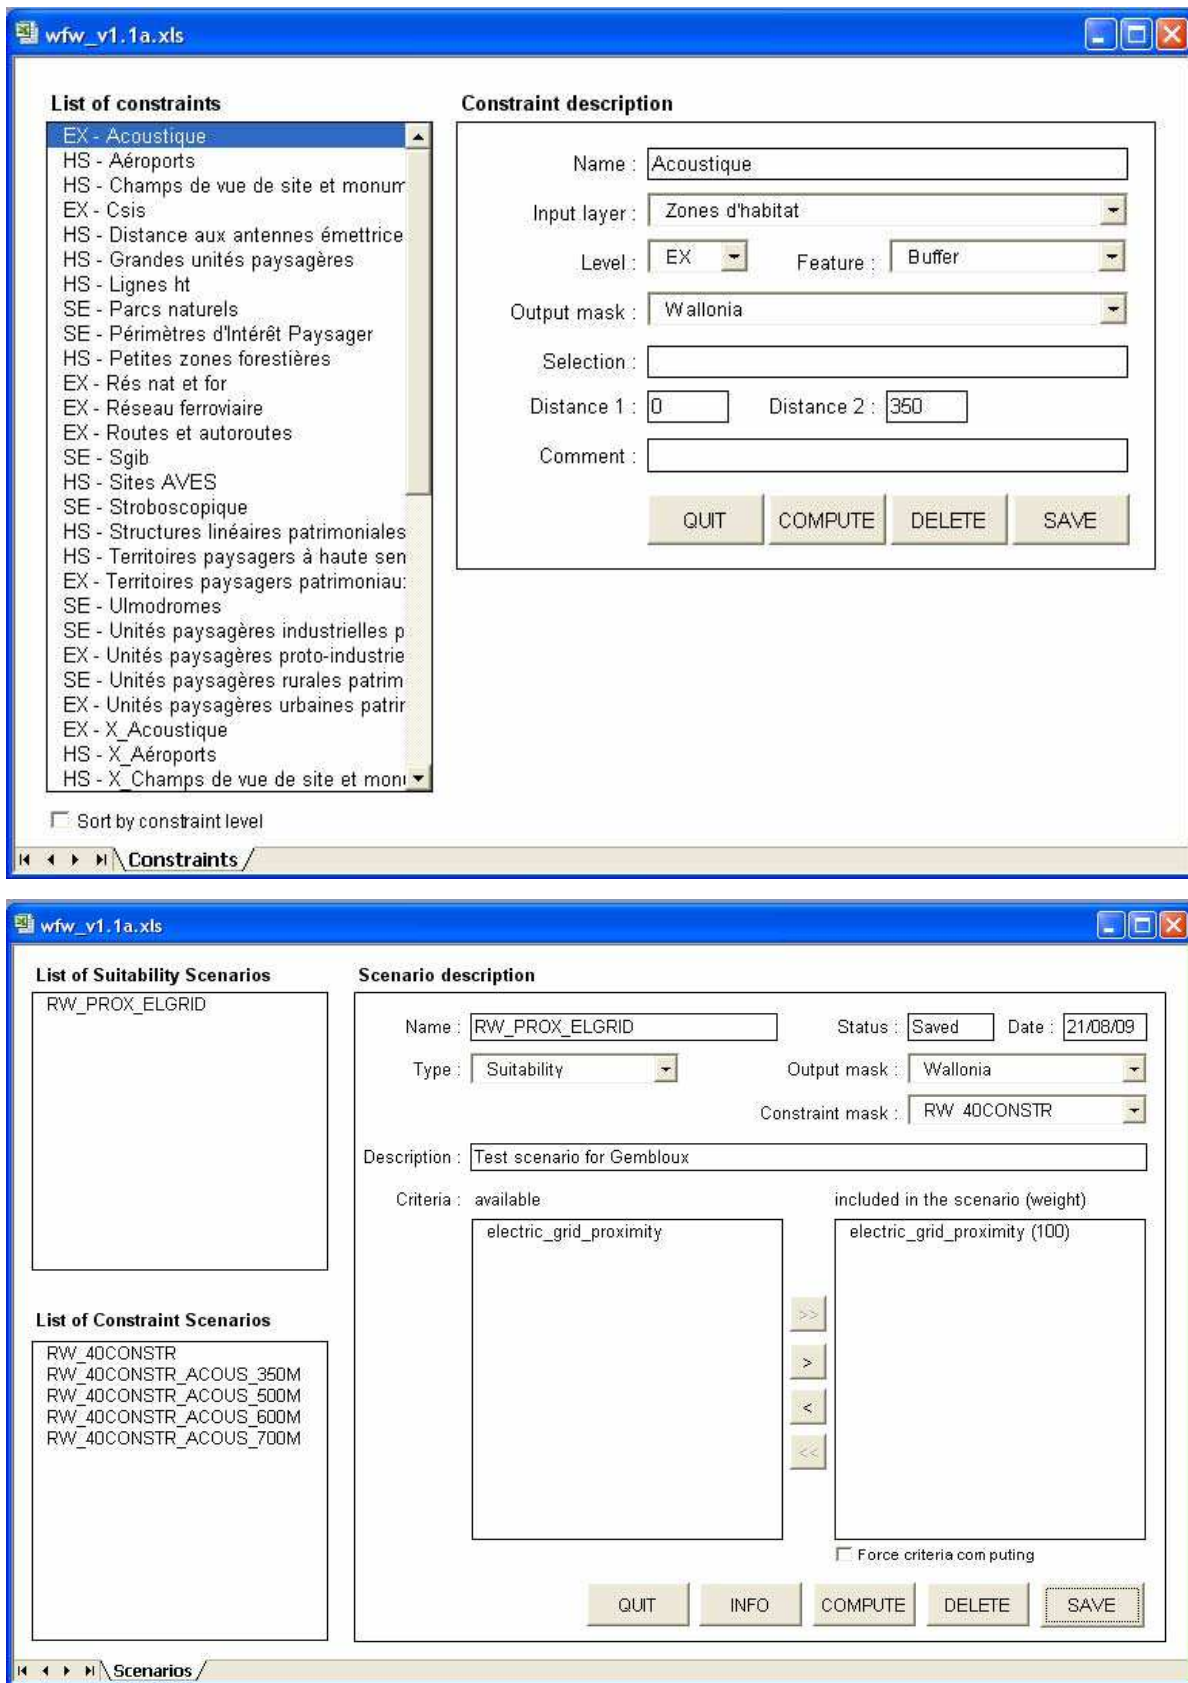 wfw_v1.1a.xls
List of constraints
EX - Acoustique
HS - Aéroports
HS - Champs de vue de site et monum
EX - Csis
HS - Distance aux antennes émettrice
HS - Grandes unités paysagères
HS - Lignes ht
SE - Parcs naturels
SE - Périmètres d'Intérêt Paysager
HS - Petites zones forestières
EX - Rés nat et for
EX - Réseau ferroviaire
EX - Routes et autoroutes
SE - Sgib
HS - Sites AVES
SE - Stroboscopique
HS - Structures linéaires patrimoniales
HS - Territoires paysagers à haute sen
EX - Territoires paysagers patrimoniau
SE - Ulmodromes
SE - Unités paysagères industrielles p
EX - Unités paysagères proto-industrie
SE - Unités paysagères rurales patrim
EX - Unités paysagères urbaines patrir
EX - X_Acoustique
HS - X_Aéroports
HS - X_Champs de vue de site et mon
Sort by constraint level
Constraint description
Name : Acoustique
Input layer : Zones d'habitat
Level : EX Feature : Buffer
Output mask : Wallonia
Selection :
Distance 1 : 0 Distance 2 : 350
Comment :
QUIT COMPUTE DELETE SAVE
Constraints
wfw_v1.1a.xls
List of Suitability Scenarios
RW_PROX_ELGRID
List of Constraint Scenarios
RW_40CONSTR
RW_40CONSTR_ACOUS_350M
RW_40CONSTR_ACOUS_500M
RW_40CONSTR_ACOUS_600M
RW_40CONSTR_ACOUS_700M
Scenario description
Name : RW_PROX_ELGRID Status : Saved Date : 21/08/09
Type : Suitability Output mask : Wallonia
Constraint mask : RW 40CONSTR
Description : Test scenario for Gembloux
Criteria : available included in the scenario (weight)
electric_grid_proximity electric_grid_proximity (100)
>>
>
<
<<
Force criteria computing
QUIT INFO COMPUTE DELETE SAVE
Scenarios